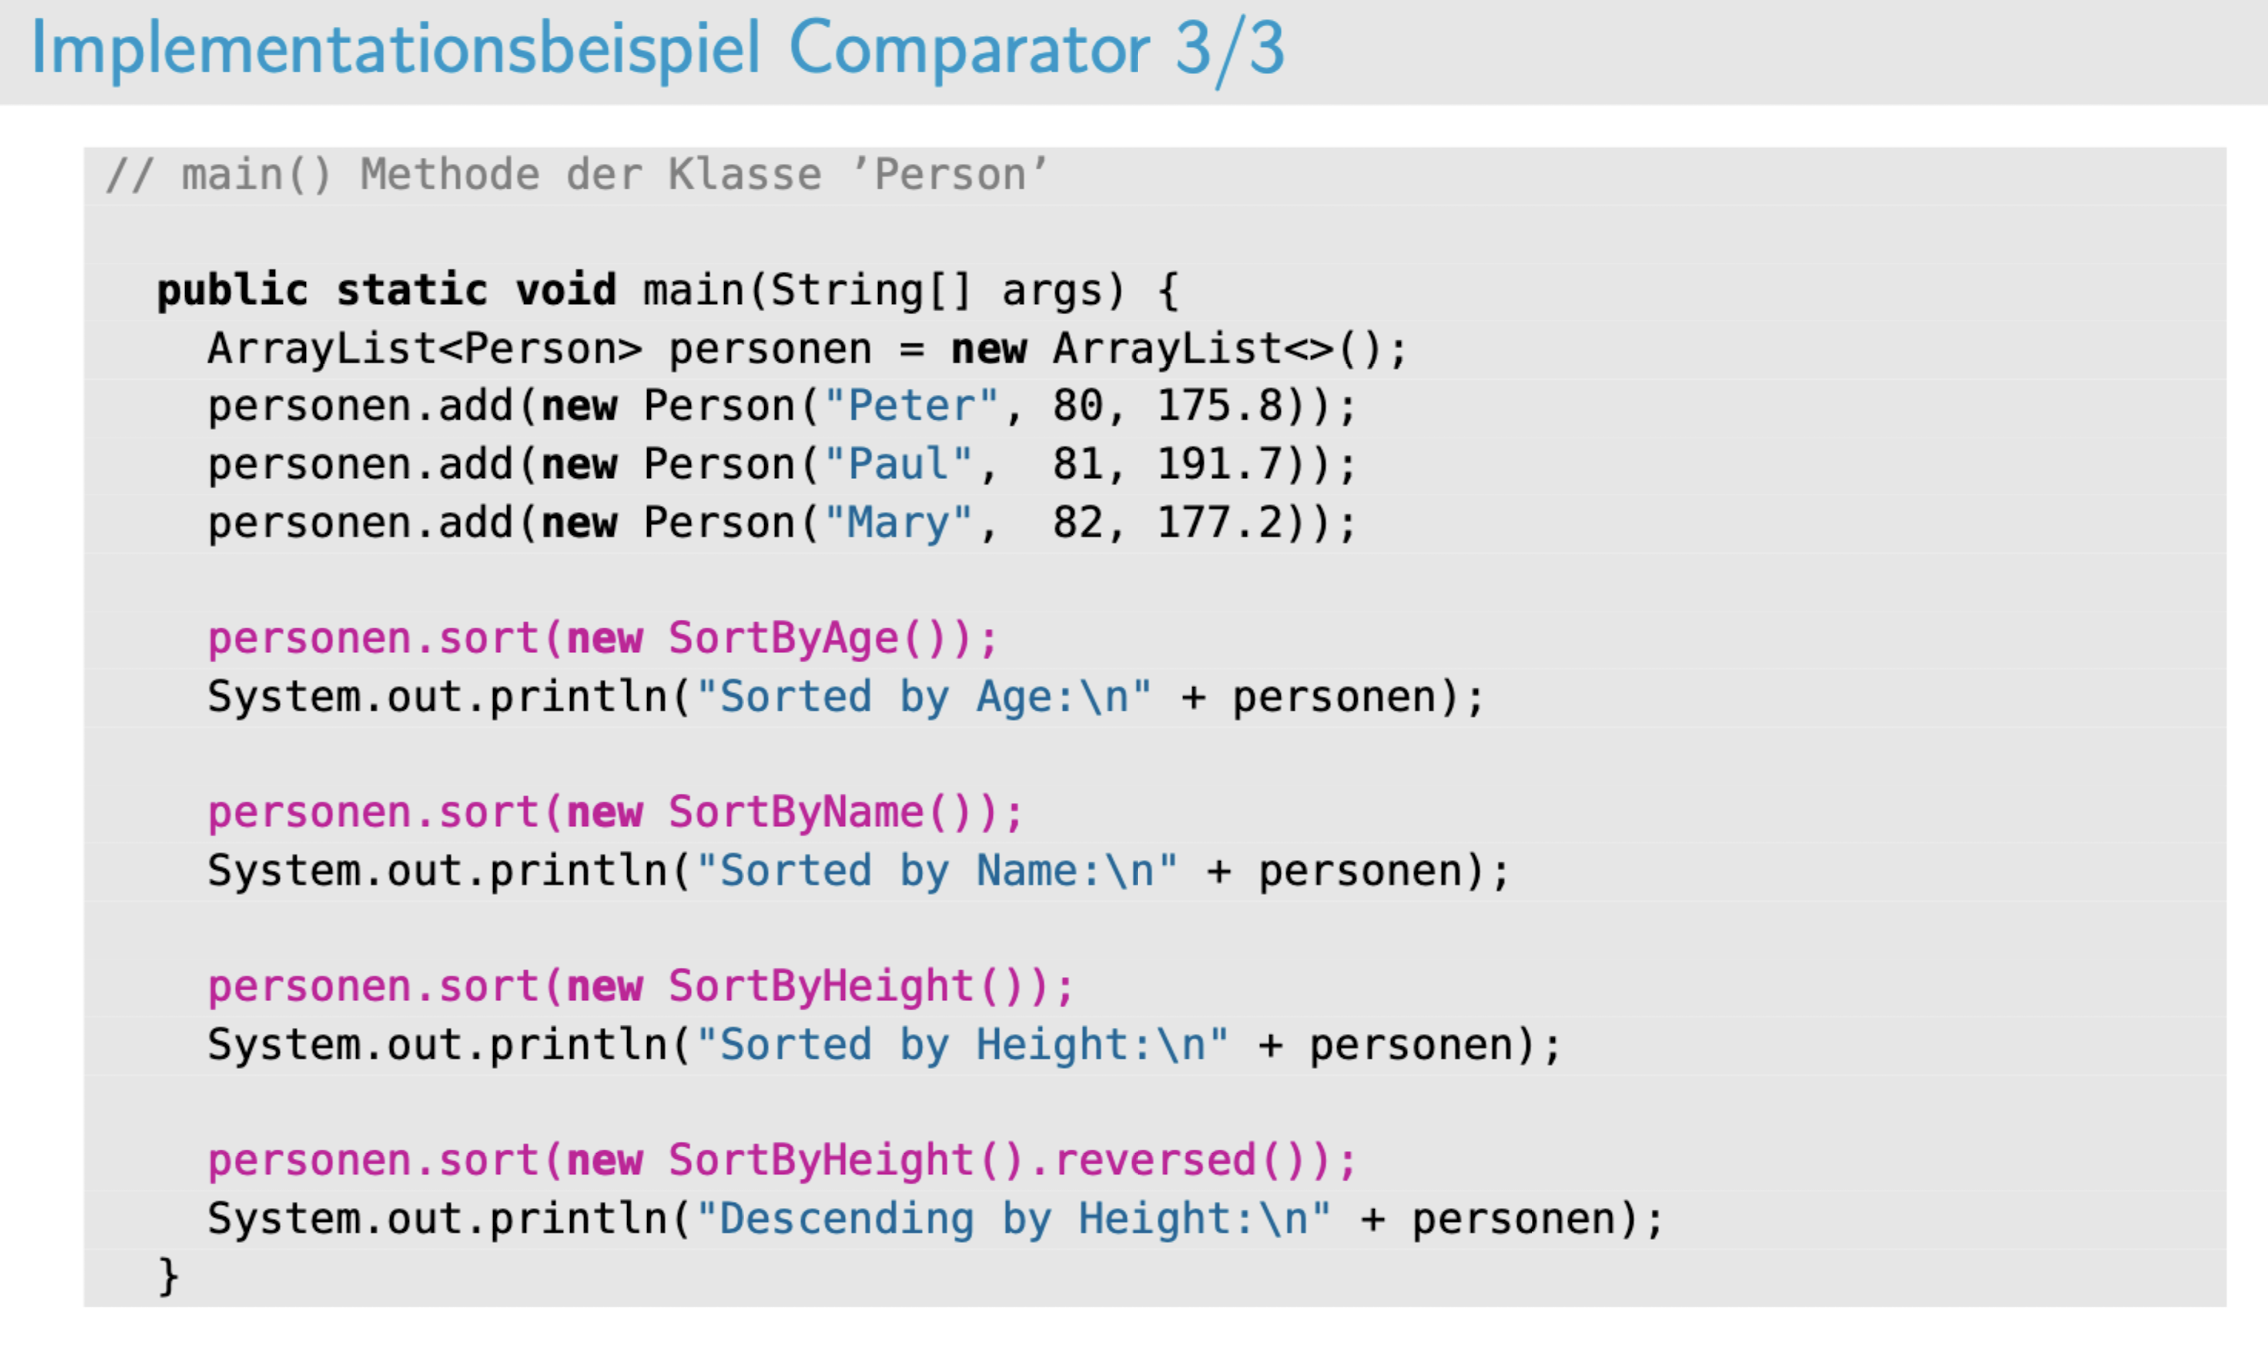 Implementationsbeispiel Comparator 3/3
// main() Methode der Klasse ’Person’
public static void main(String[] args) {
ArrayList<Person> personen = new ArrayList<>();
personen.add(new Person("Peter", 80, 175.8));
personen.add(new Person("Paul",  81, 191.7));
personen.add(new Person("Mary",  82, 177.2));
personen.sort(new SortByAge());
System.out.println("Sorted by Age:\n" + personen);
personen.sort(new SortByName());
System.out.println("Sorted by Name:\n" + personen);
personen.sort(new SortByHeight());
System.out.println("Sorted by Height:\n" + personen);
personen.sort(new SortByHeight().reversed());
System.out.println("Descending by Height:\n" + personen);
}